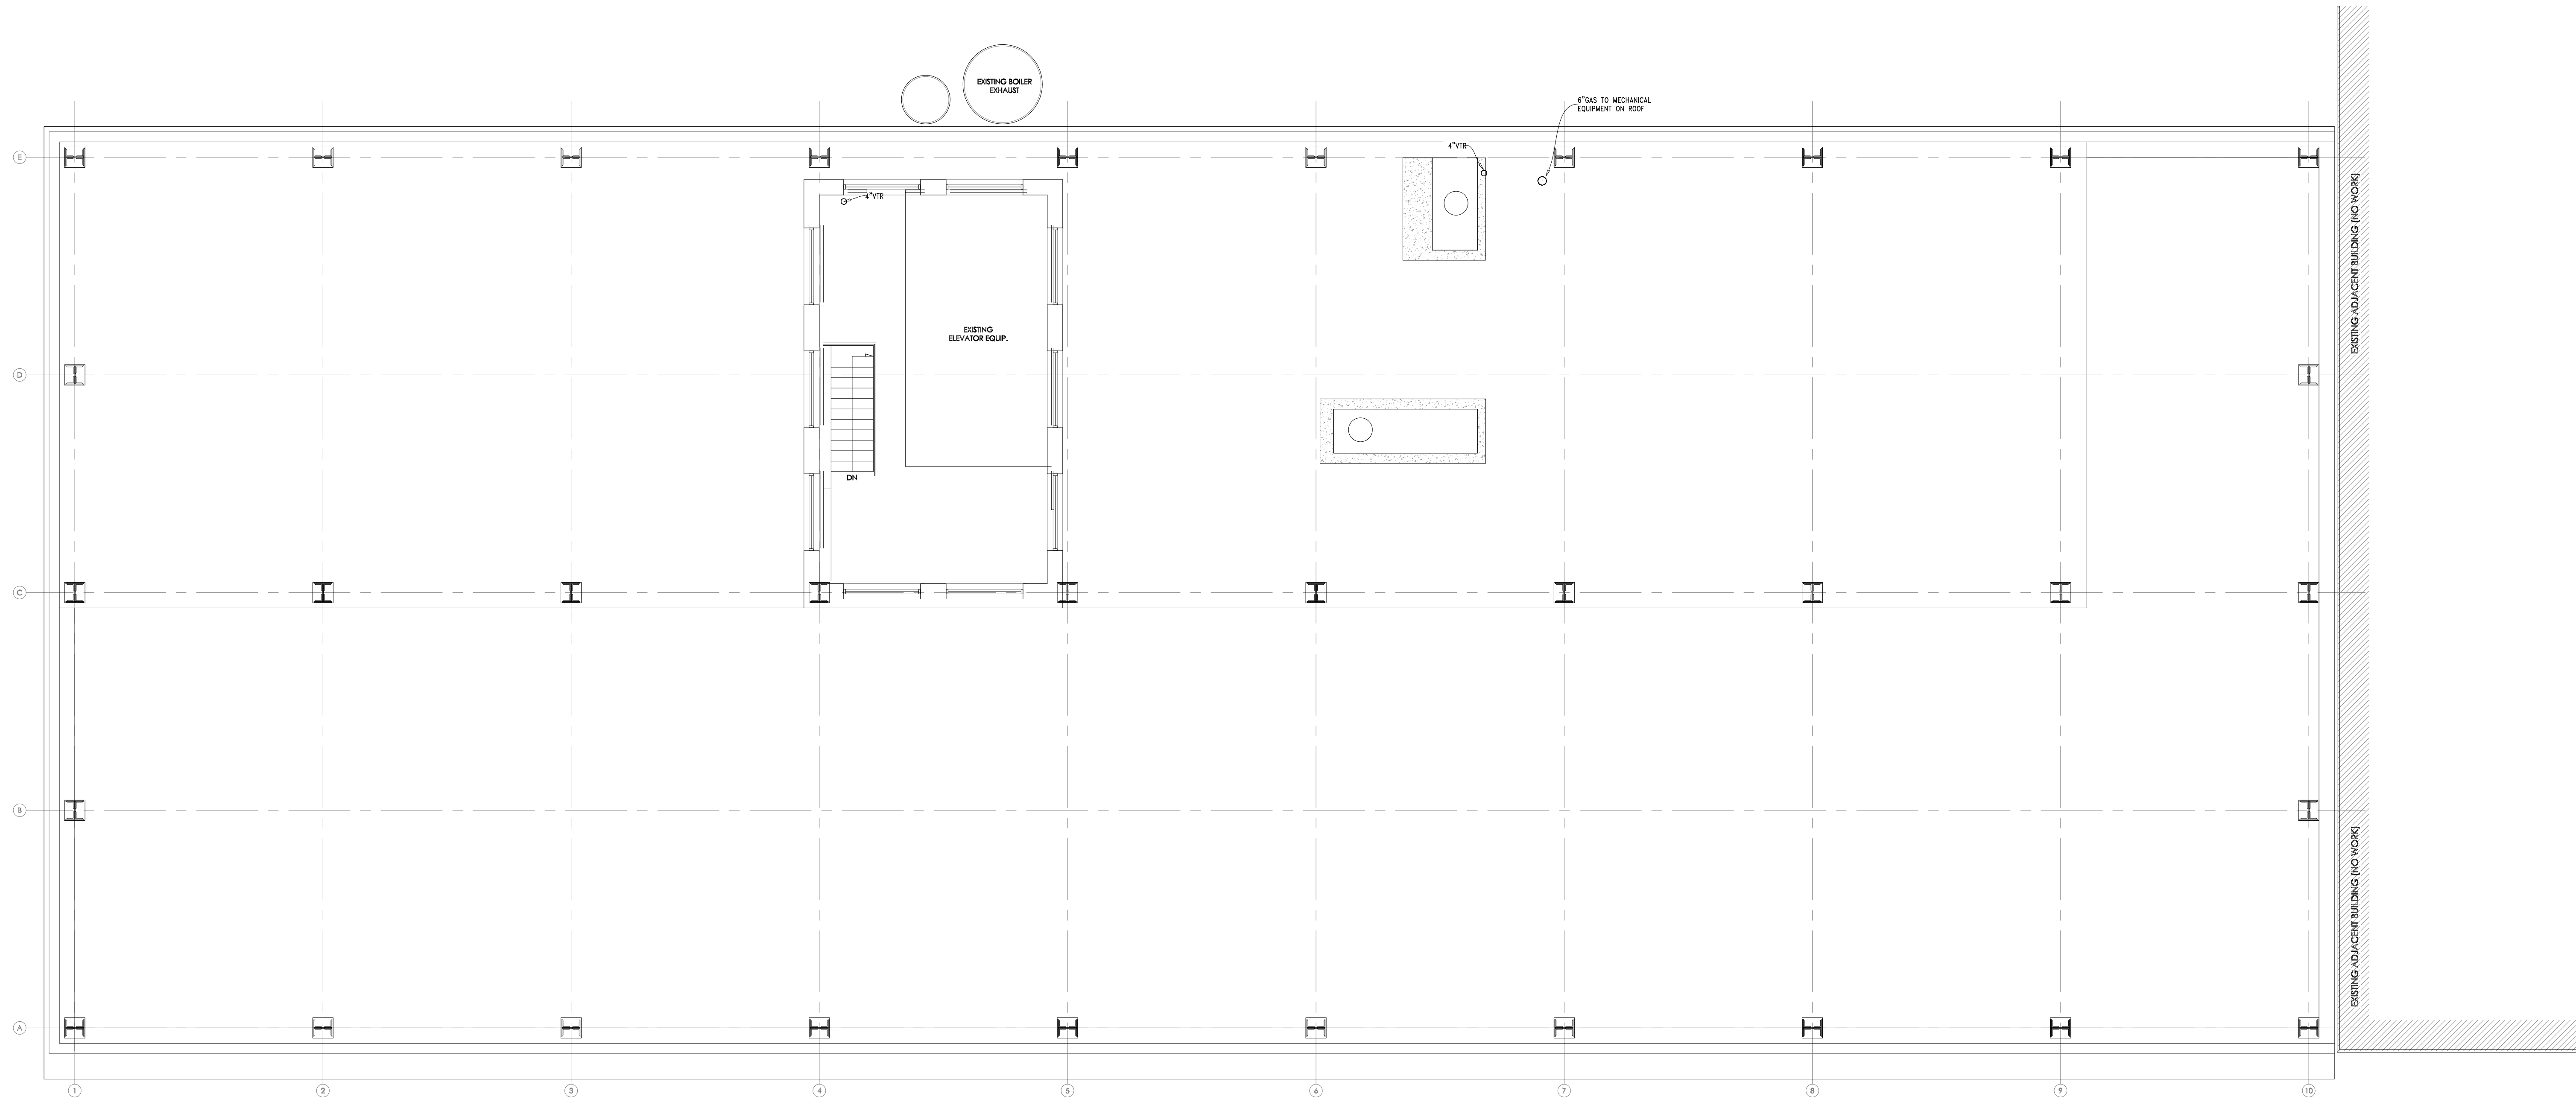 EXISTING BOILER
EXHAUST
6"GAS TO MECHANICAL
EQUIPMENT ON ROOF
4"VTR
E
4"VTR
EXISTING ADJACENT BUILDING (NO WORK)
EXISTING
ELEVATOR EQUIP.
D
DN
C
B
EXISTING ADJACENT BUILDING (NO WORK)
A
1
2
3
4
5
6
7
8
9
10